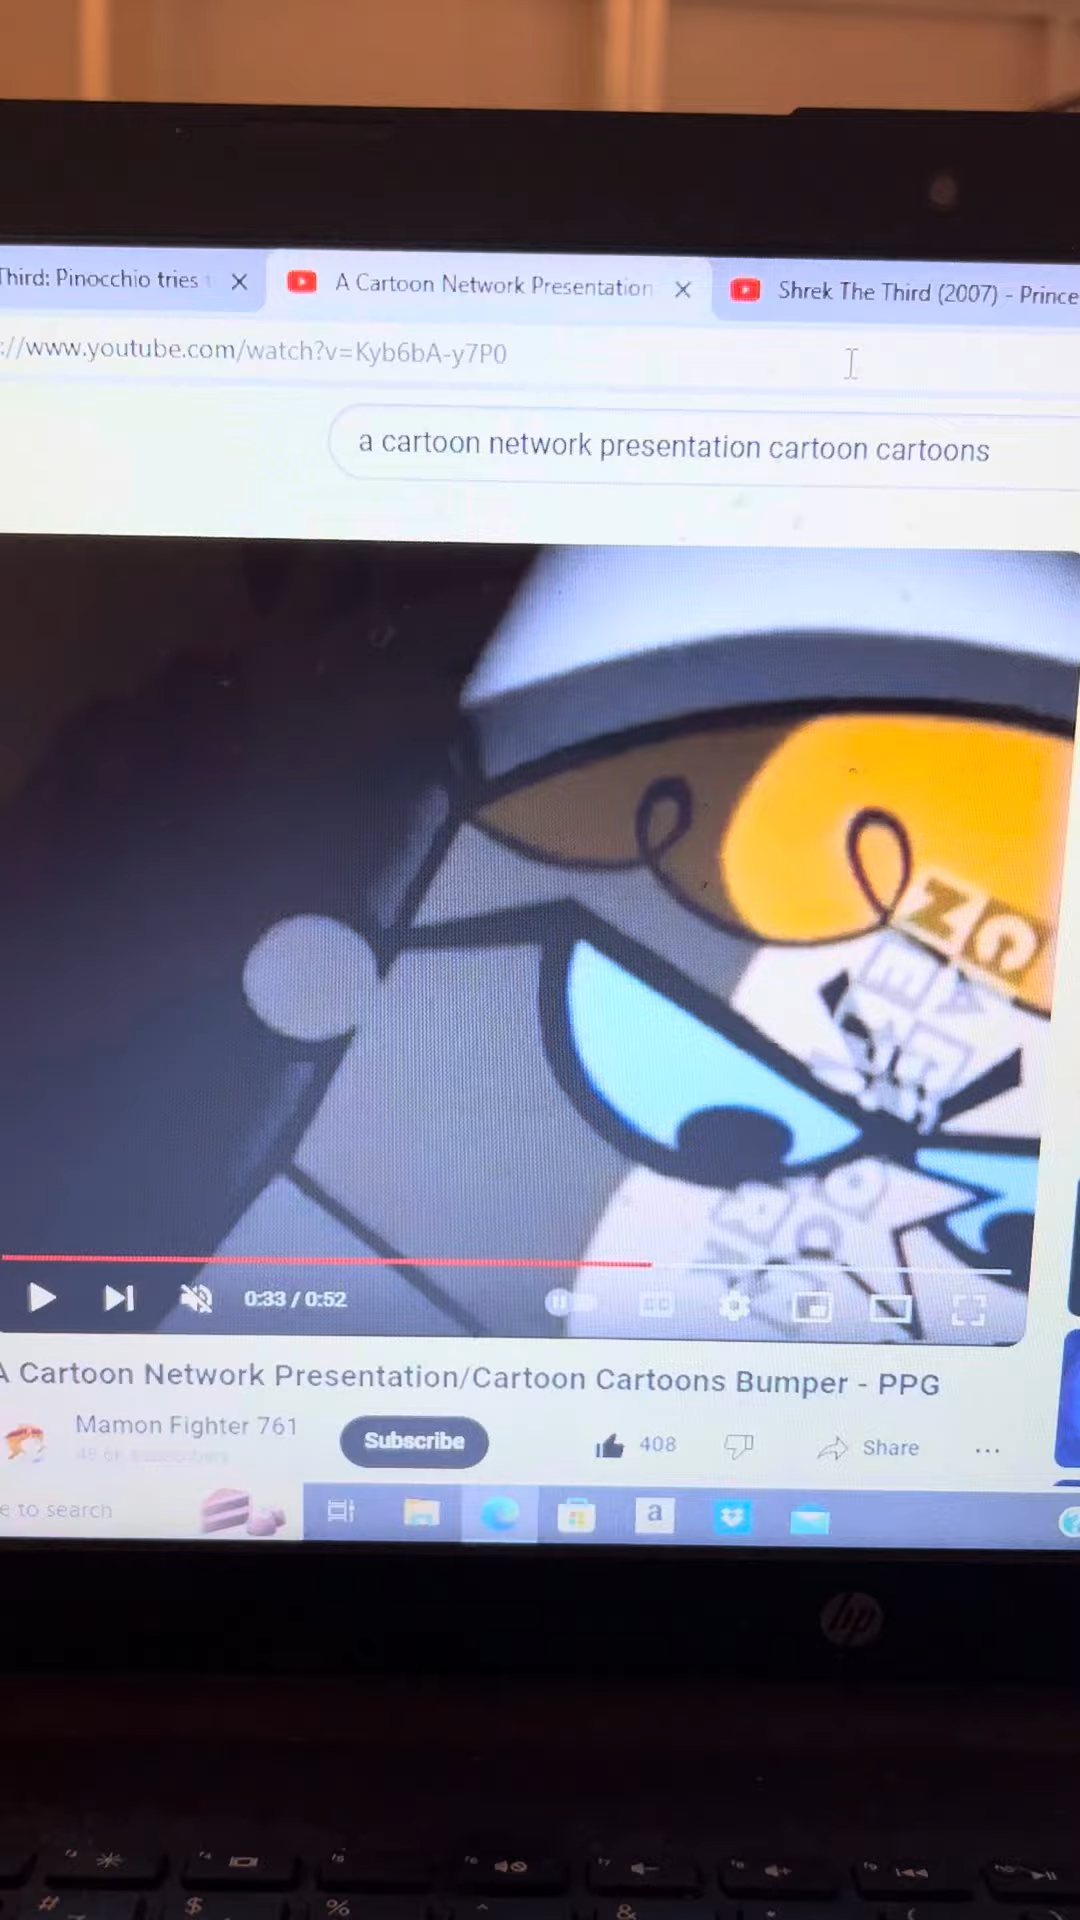 Third: Pinocchio tries
A Cartoon Network Presentation
Shrek The Third (2007) - Prince
://www.youtube.com/watch?v=Kyb6bA-y7P0
a cartoon network presentation cartoon cartoons
0:33 / 0:52
A Cartoon Network Presentation/Cartoon Cartoons Bumper - PPG
Mamon Fighter 761
Subscribe
408
Share
...
e to search
a
hp
# $ % ^ & *